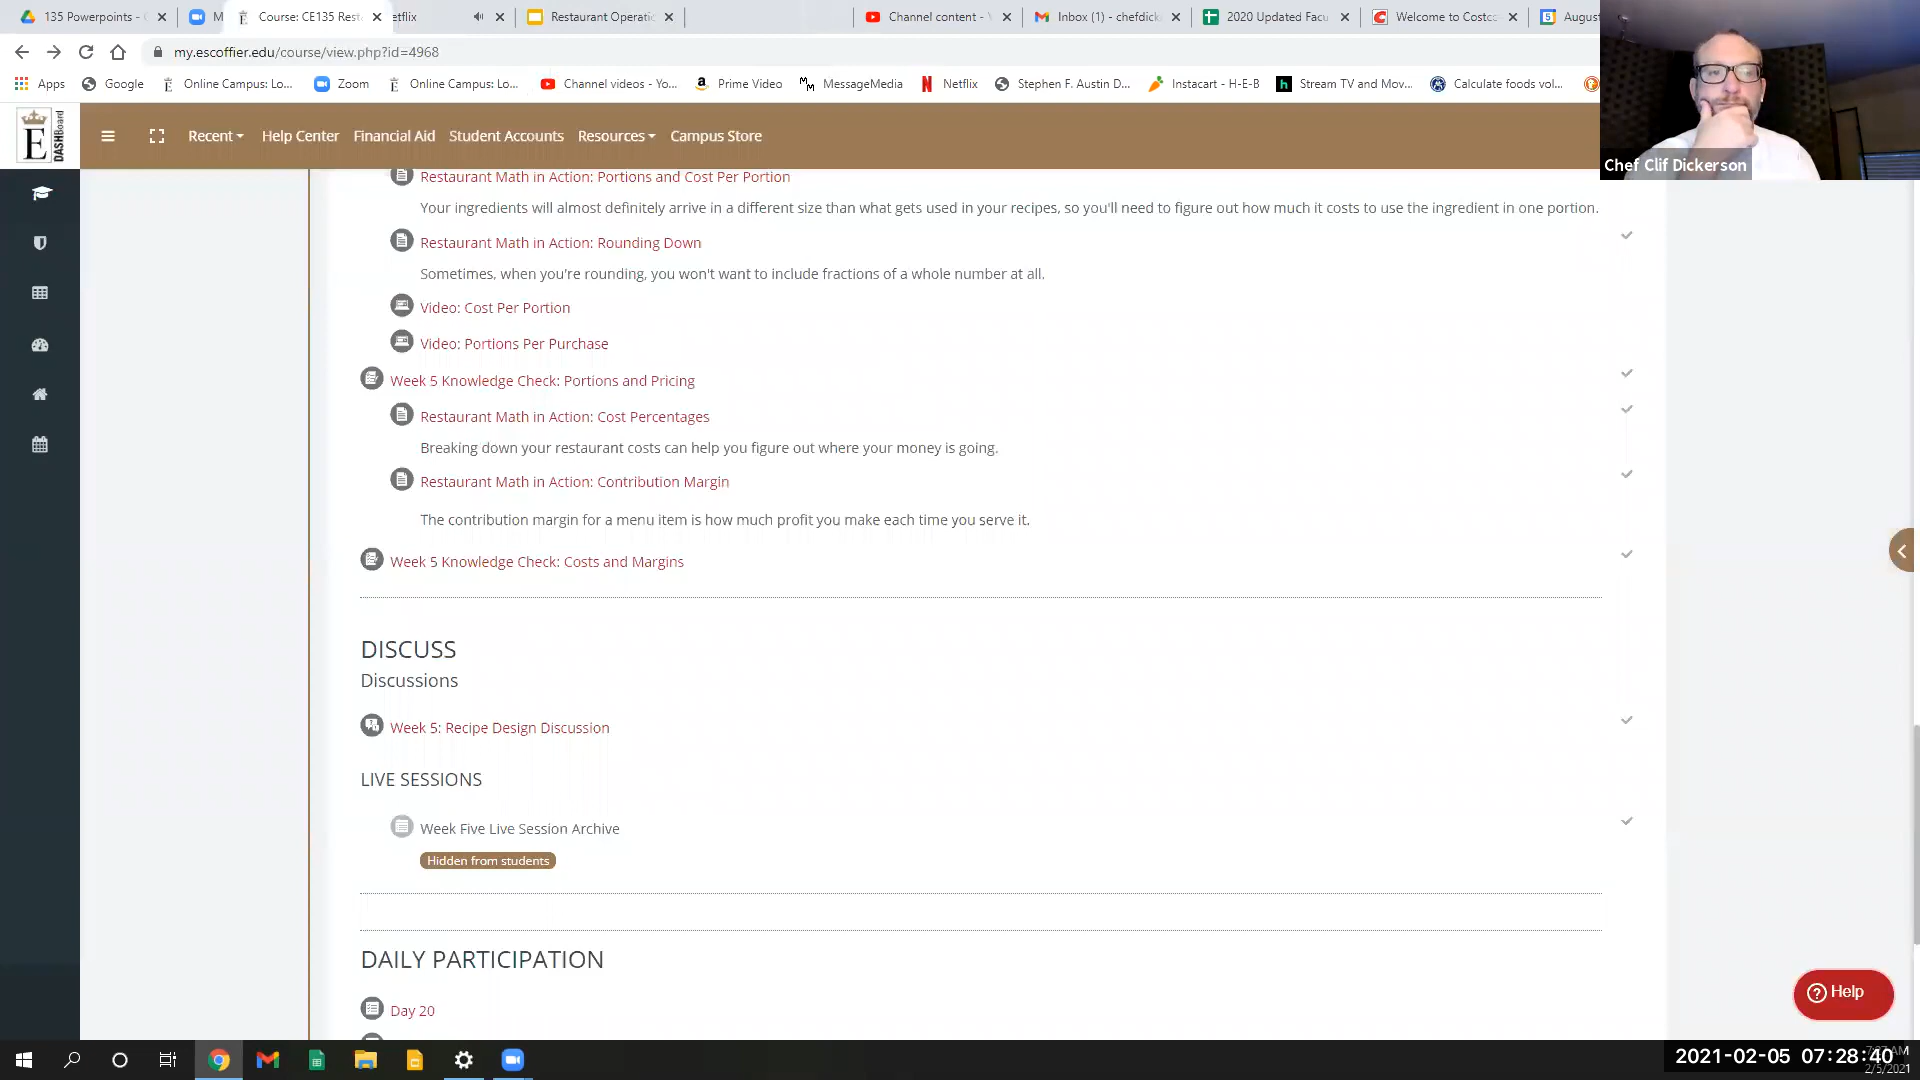 135 Powerpoints - G
M
Course: CE135 Rest
etflix
Restaurant Operatic
Channel content - Y
Inbox (1) - chefdick
2020 Updated Facu
Welcome to Costco
August
my.escoffier.edu/course/view.php?id=4968
Apps
Google
Online Campus: Lo...
Zoom
Online Campus: Lo...
Channel videos - Yo...
Prime Video
MessageMedia
Netflix
Stephen F. Austin D...
Instacart - H-E-B
Stream TV and Mov...
Calculate foods vol...
E DASHBoard
Recent
Help Center
Financial Aid
Student Accounts
Resources
Campus Store
Chef Clif Dickerson
Restaurant Math in Action: Portions and Cost Per Portion
Your ingredients will almost definitely arrive in a different size than what gets used in your recipes, so you'll need to figure out how much it costs to use the ingredient in one portion.
Restaurant Math in Action: Rounding Down
Sometimes, when you're rounding, you won't want to include fractions of a whole number at all.
Video: Cost Per Portion
Video: Portions Per Purchase
Week 5 Knowledge Check: Portions and Pricing
Restaurant Math in Action: Cost Percentages
Breaking down your restaurant costs can help you figure out where your money is going.
Restaurant Math in Action: Contribution Margin
The contribution margin for a menu item is how much profit you make each time you serve it.
Week 5 Knowledge Check: Costs and Margins
DISCUSS
Discussions
Week 5: Recipe Design Discussion
LIVE SESSIONS
Week Five Live Session Archive
Hidden from students
DAILY PARTICIPATION
Day 20
Help
2021-02-05 07:28:40
2/5/2021